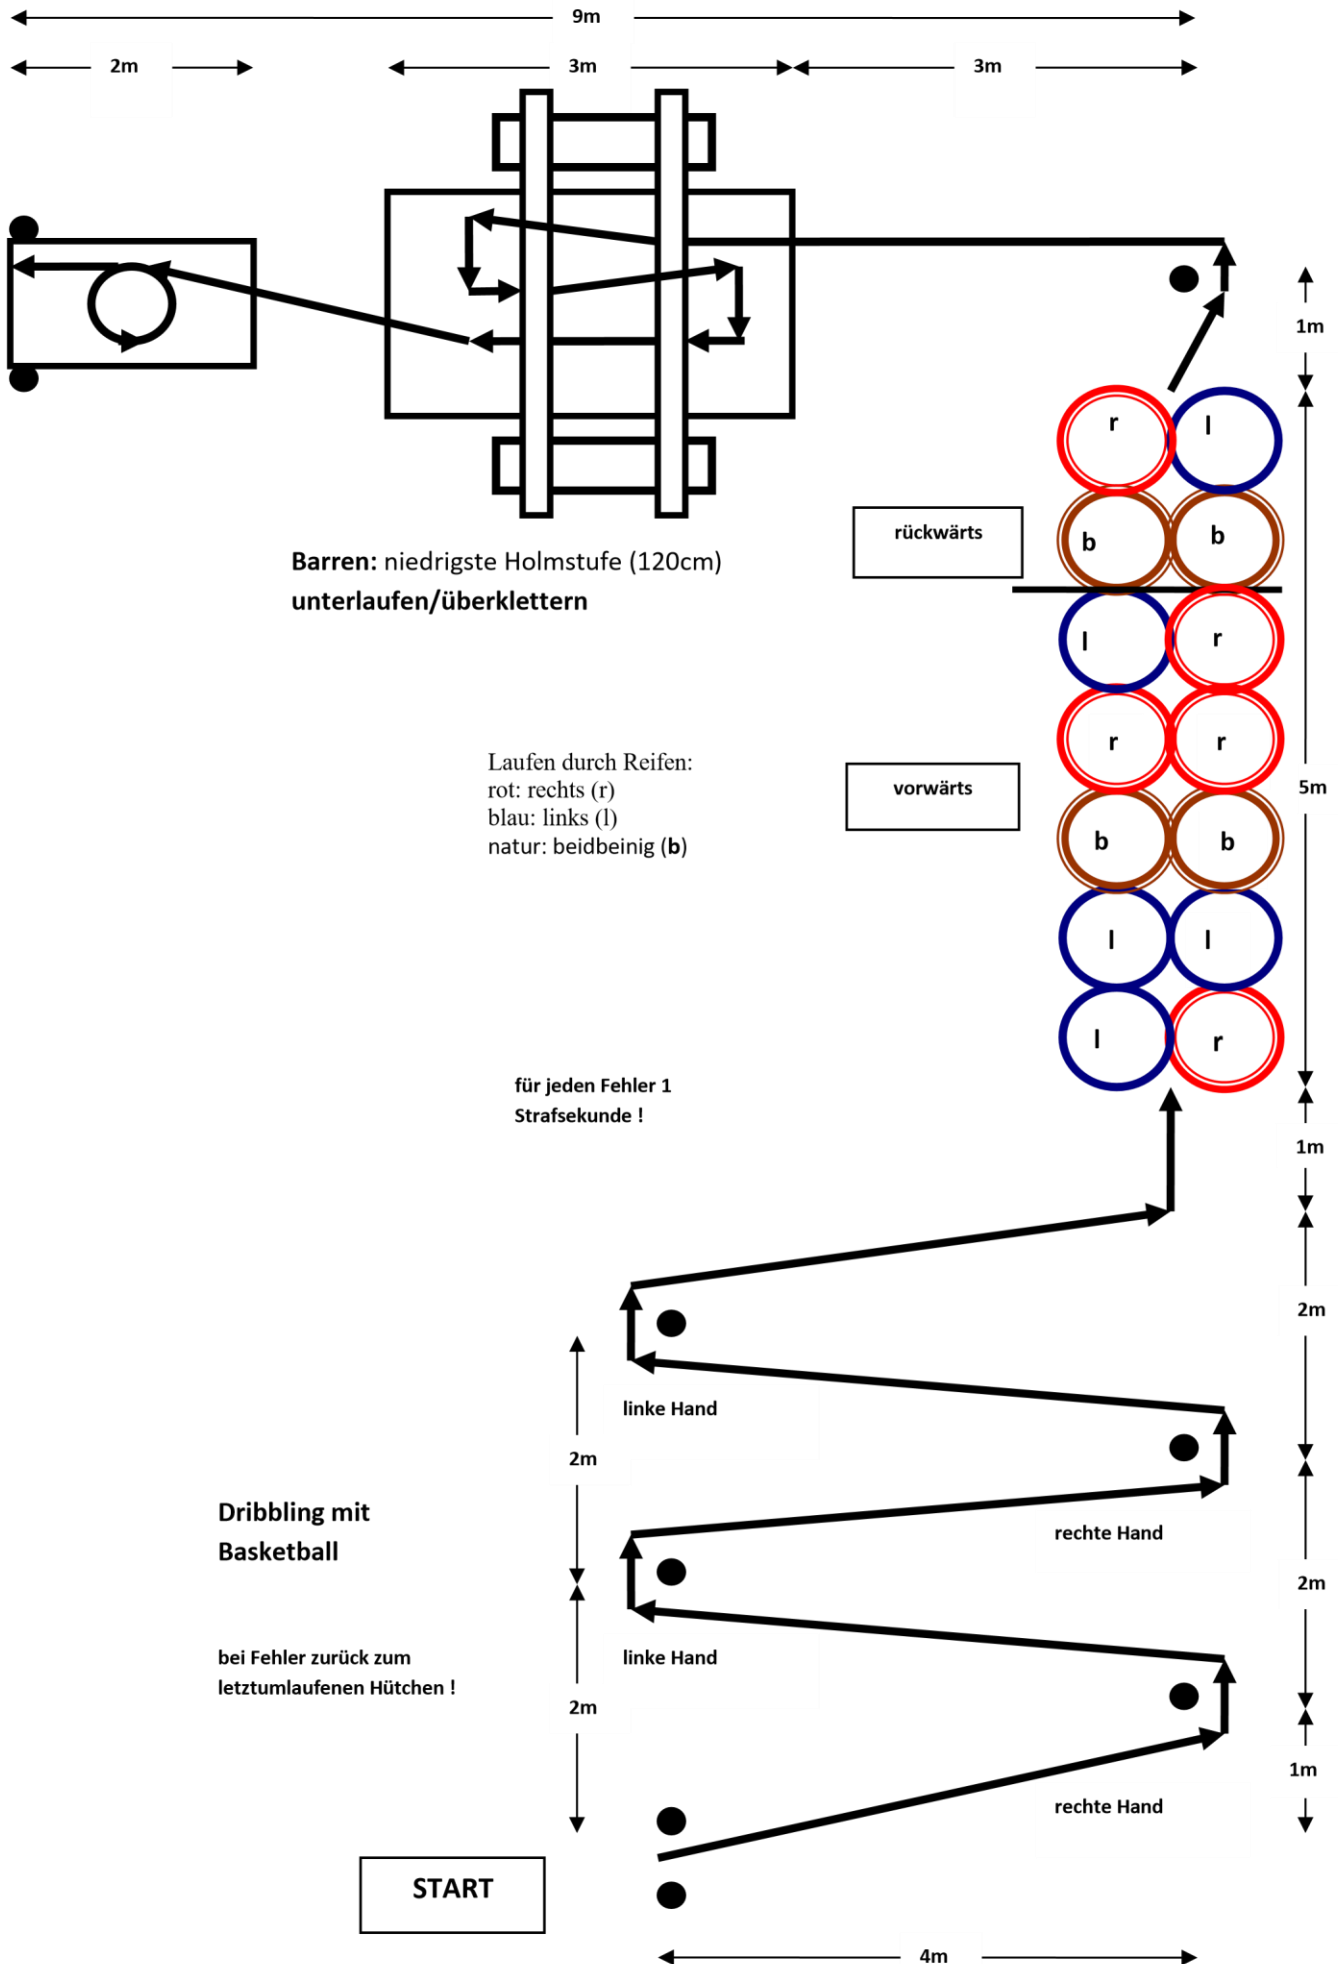 9m
2m
3m
3m
1m
r
l
rückwärts
b
b
Barren: niedrigste Holmstufe (120cm)
unterlaufen/überklettern
l
r
Laufen durch Reifen:
rot: rechts (r)
blau: links (l)
natur: beidbeinig (b)
vorwärts
r
r
5m
b
b
l
l
l
r
für jeden Fehler 1
Strafsekunde !
1m
2m
linke Hand
2m
Dribbling mit
Basketball
rechte Hand
2m
bei Fehler zurück zum
letztumlaufenen Hütchen !
linke Hand
2m
1m
rechte Hand
START
4m